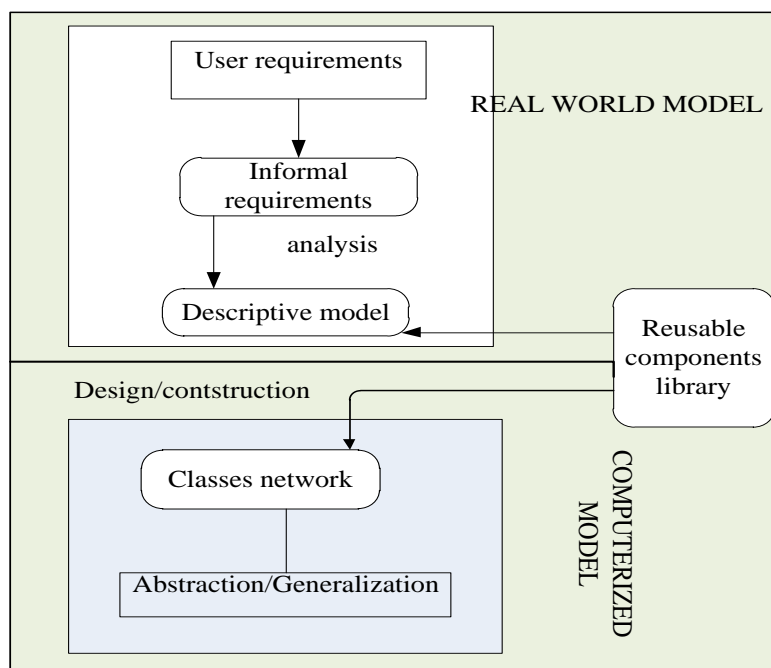 User requirements
REAL WORLD MODEL
Informal
requirements
analysis
Descriptive model
Reusable
components
library
Design/contstruction
Classes network
Abstraction/Generalization
COMPUTERIZED
MODEL